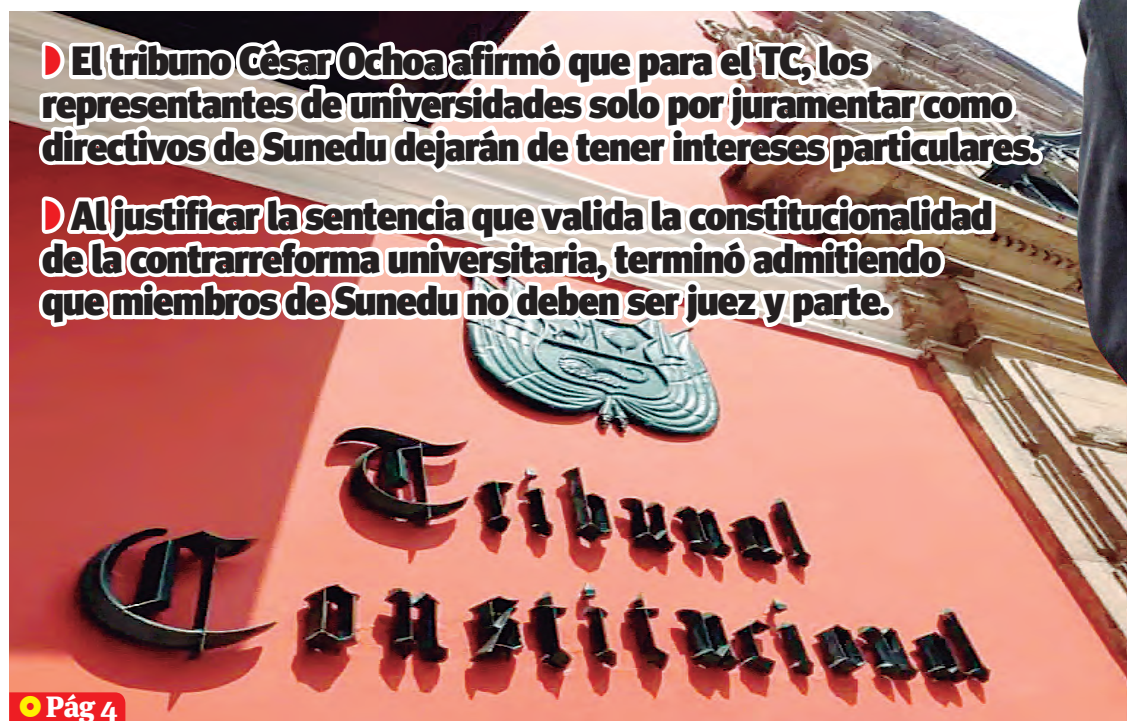 El tribuno César Ochoa afirmó que para el TC, los
representantes de universidades solo por juramentar como
directivos de Sunedu dejarán de tener intereses particulares.
Al justificar la sentencia que valida la constitucionalidad
de la contrarreforma universitaria, terminó admitiendo
que miembros de Sunedu no deben ser juez y parte.
Tribunal
Constitucional
Pág 4